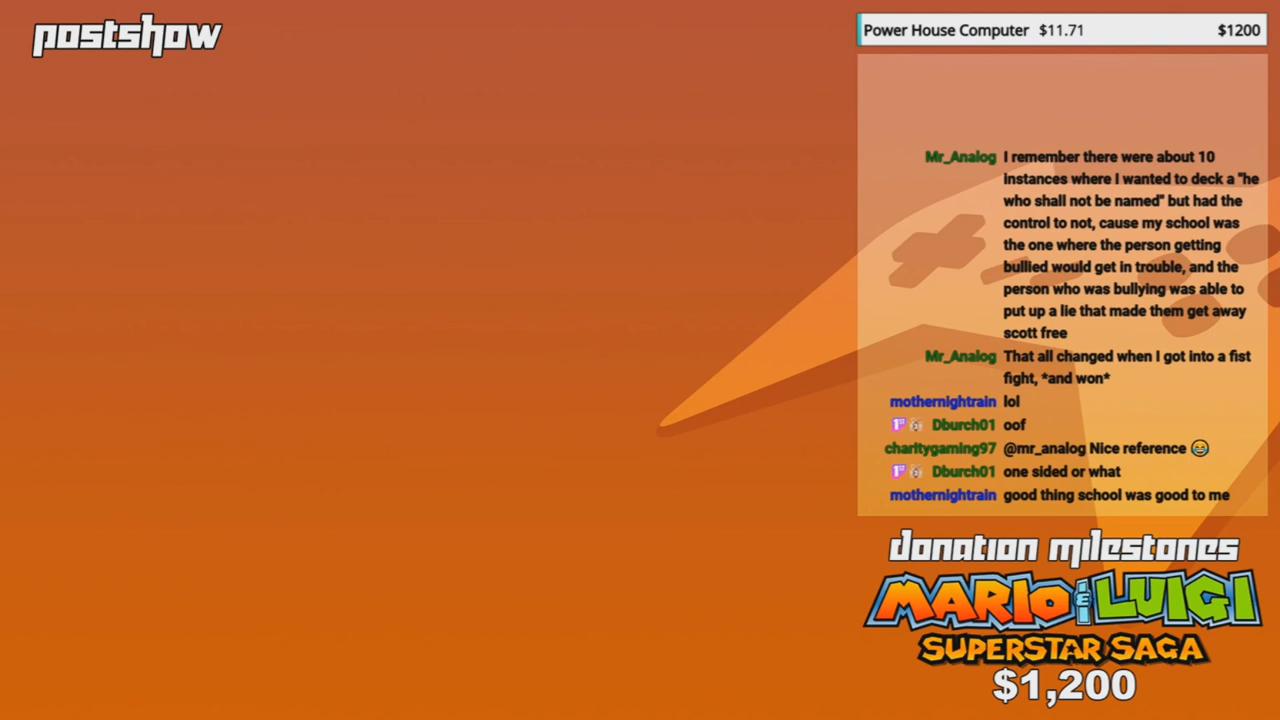 postshow
Power House Computer $11.71 $1200
Mr_Analog I remember there were about 10
instances where I wanted to deck a "he
who shall not be named" but had the
control to not, cause my school was
the one where the person getting
bullied would get in trouble, and the
person who was bullying was able to
put up a lie that made them get away
scott free
Mr_Analog That all changed when I got into a fist
fight, *and won*
mothernightrain lol
Dburch01 oof
charitygaming97 @mr_analog Nice reference 😂
Dburch01 one sided or what
mothernightrain good thing school was good to me
donation milestones
MARIO & LUIGI
SUPERSTAR SAGA
$1,200